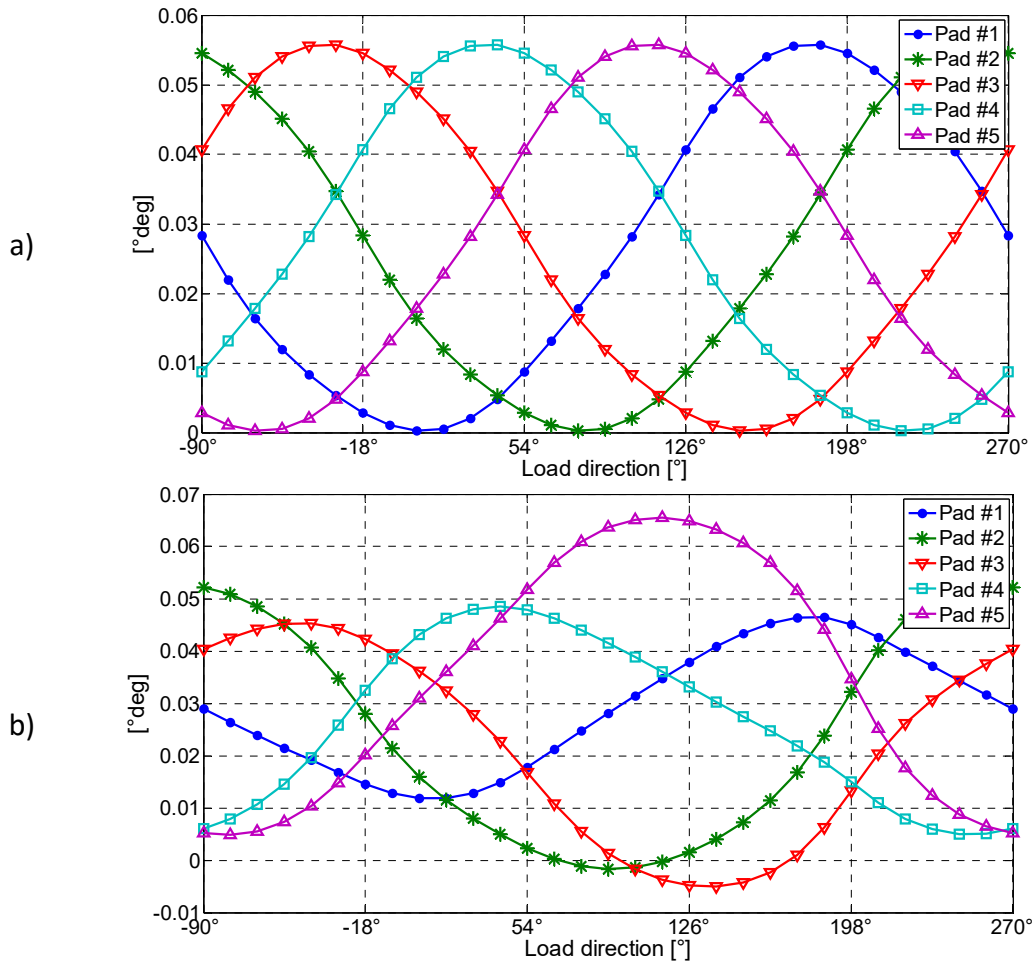 a)
[°deg]
0.06
0.05
0.04
0.03
0.02
0.01
0
Pad #1
Pad #2
Pad #3
Pad #4
Pad #5
-90° -18° 54° 126° 198° 270°
Load direction [°]
b)
[°deg]
0.07
0.06
0.05
0.04
0.03
0.02
0.01
0
-0.01
Pad #1
Pad #2
Pad #3
Pad #4
Pad #5
-90° -18° 54° 126° 198° 270°
Load direction [°]